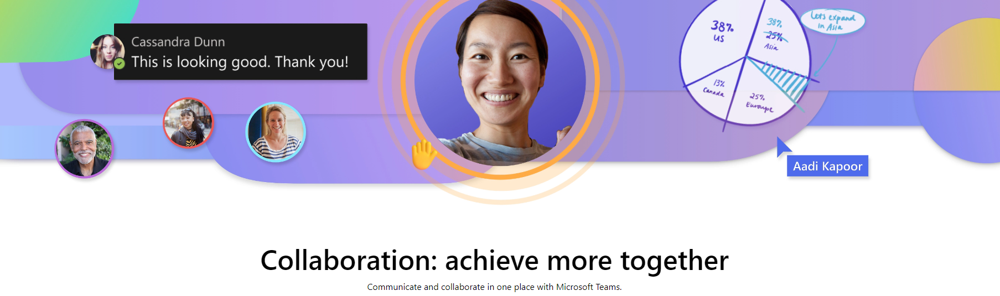 Cassandra Dunn
This is looking good. Thank you!
38%
US
38%
25%
Asia
Lets expand
in Asia
13%
Canada
25%
Euroupe
Aadi Kapoor
Collaboration: achieve more together
Communicate and collaborate in one place with Microsoft Teams.